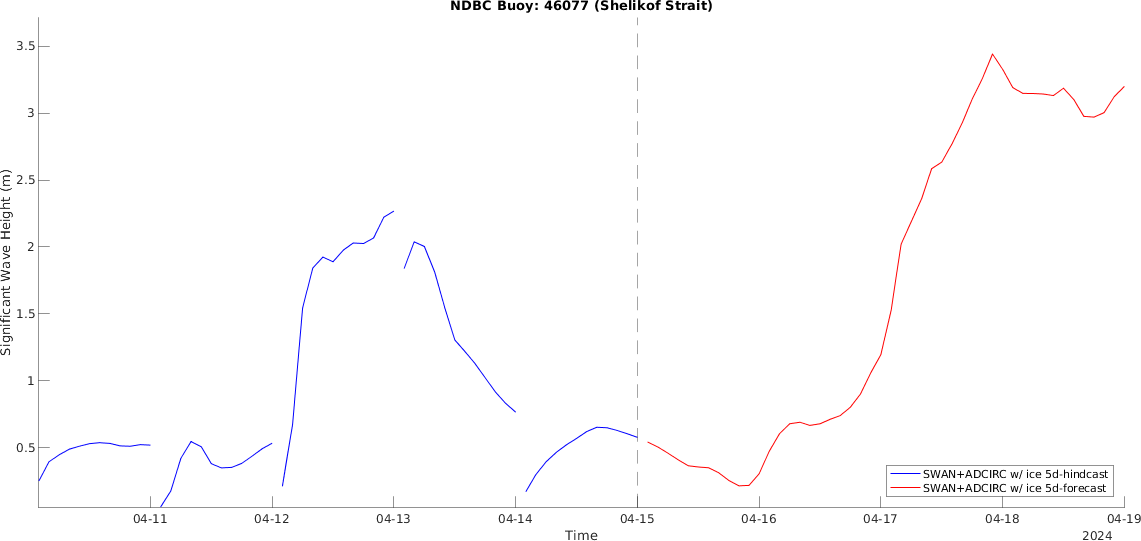 NDBC Buoy: 46077 (Shelikof Strait)
3.5
3
2.5
2
1.5
1
0.5
Significant Wave Height (m)
SWAN+ADCIRC w/ ice 5d-hindcast
SWAN+ADCIRC w/ ice 5d-forecast
04-11 04-12 04-13 04-14 04-15 04-16 04-17 04-18 04-19
Time
2024